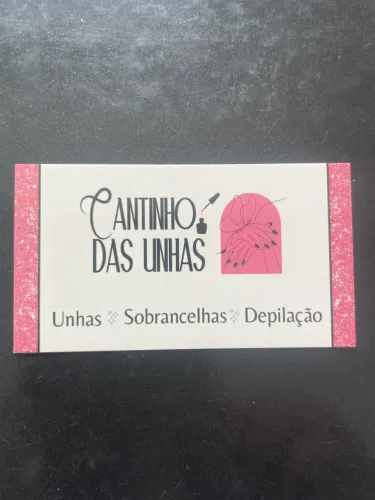 CANTINHO
DAS UNHAS
Unhas Sobrancelhas Depilação